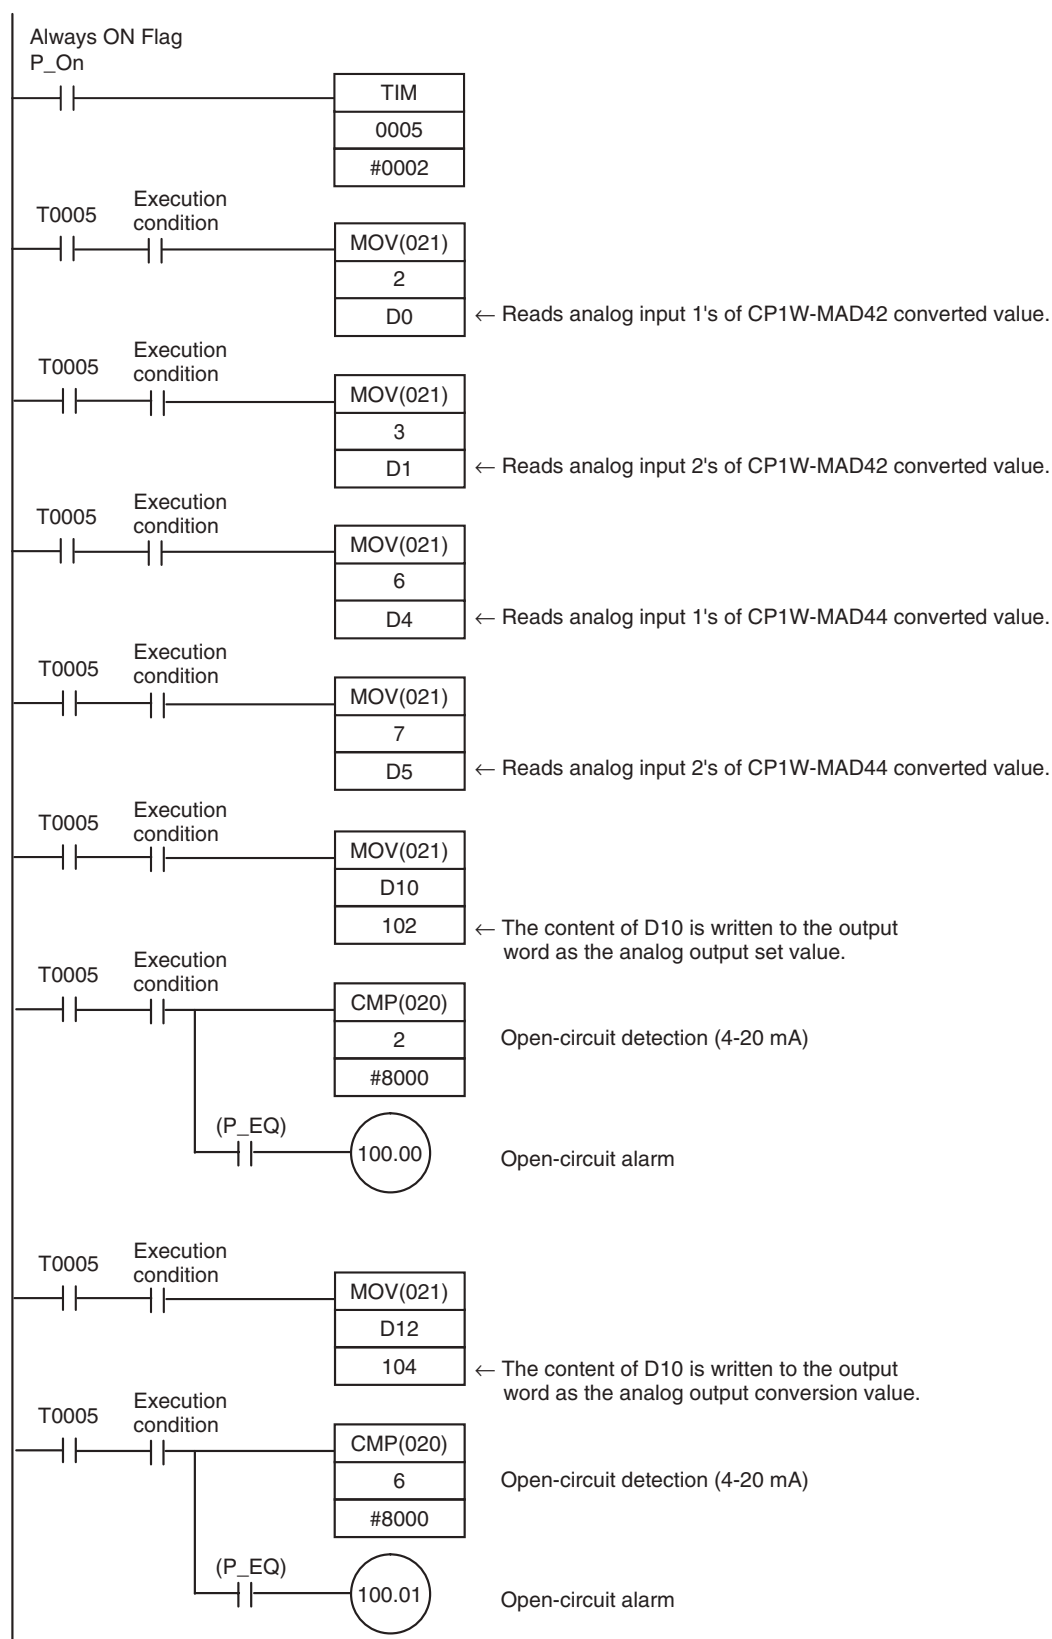 Always ON Flag
P_On
TIM
0005
#0002
T0005
Execution
condition
MOV(021)
2
D0
← Reads analog input 1's of CP1W-MAD42 converted value.
T0005
Execution
condition
MOV(021)
3
D1
← Reads analog input 2's of CP1W-MAD42 converted value.
T0005
Execution
condition
MOV(021)
6
D4
← Reads analog input 1's of CP1W-MAD44 converted value.
T0005
Execution
condition
MOV(021)
7
D5
← Reads analog input 2's of CP1W-MAD44 converted value.
T0005
Execution
condition
MOV(021)
D10
102
← The content of D10 is written to the output
word as the analog output set value.
T0005
Execution
condition
CMP(020)
2
#8000
Open-circuit detection (4-20 mA)
(P_EQ)
100.00
Open-circuit alarm
T0005
Execution
condition
MOV(021)
D12
104
← The content of D10 is written to the output
word as the analog output conversion value.
T0005
Execution
condition
CMP(020)
6
#8000
Open-circuit detection (4-20 mA)
(P_EQ)
100.01
Open-circuit alarm